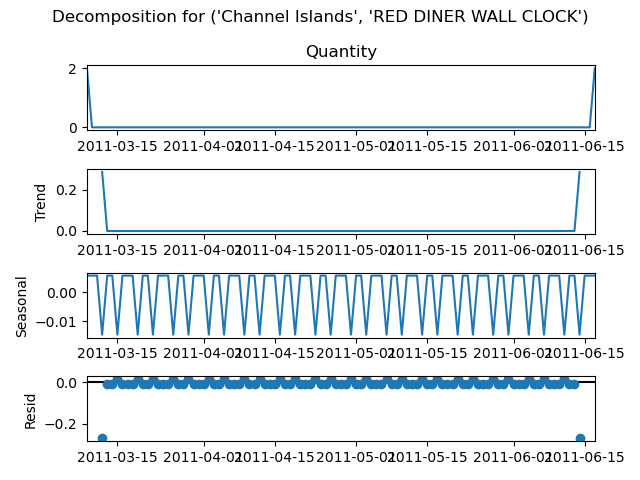 Decomposition for ('Channel Islands', 'RED DINER WALL CLOCK')
Quantity
2
0
2011-03-15 2011-04-01 2011-04-15 2011-05-01 2011-05-15 2011-06-01 2011-06-15
Trend
0.2
0.0
2011-03-15 2011-04-01 2011-04-15 2011-05-01 2011-05-15 2011-06-01 2011-06-15
Seasonal
0.00
−0.01
2011-03-15 2011-04-01 2011-04-15 2011-05-01 2011-05-15 2011-06-01 2011-06-15
Resid
0.0
−0.2
2011-03-15 2011-04-01 2011-04-15 2011-05-01 2011-05-15 2011-06-01 2011-06-15